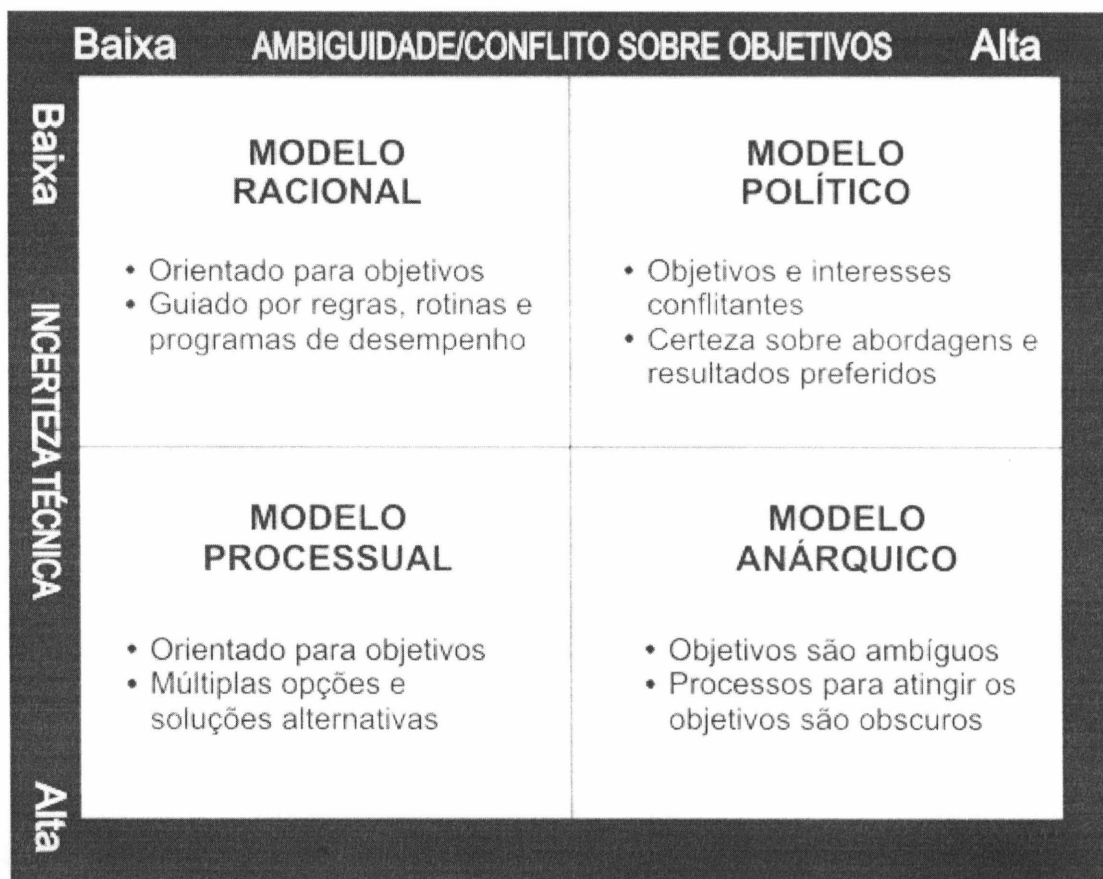 Baixa AMBIGUIDADE/CONFLITO SOBRE OBJETIVOS Alta
Baixa
INCERTEZA TÉCNICA
Alta
MODELO
RACIONAL
• Orientado para objetivos
• Guiado por regras, rotinas e
programas de desempenho
MODELO
POLÍTICO
• Objetivos e interesses
conflitantes
• Certeza sobre abordagens e
resultados preferidos
MODELO
PROCESSUAL
• Orientado para objetivos
• Múltiplas opções e
soluções alternativas
MODELO
ANÁRQUICO
• Objetivos são ambíguos
• Processos para atingir os
objetivos são obscuros